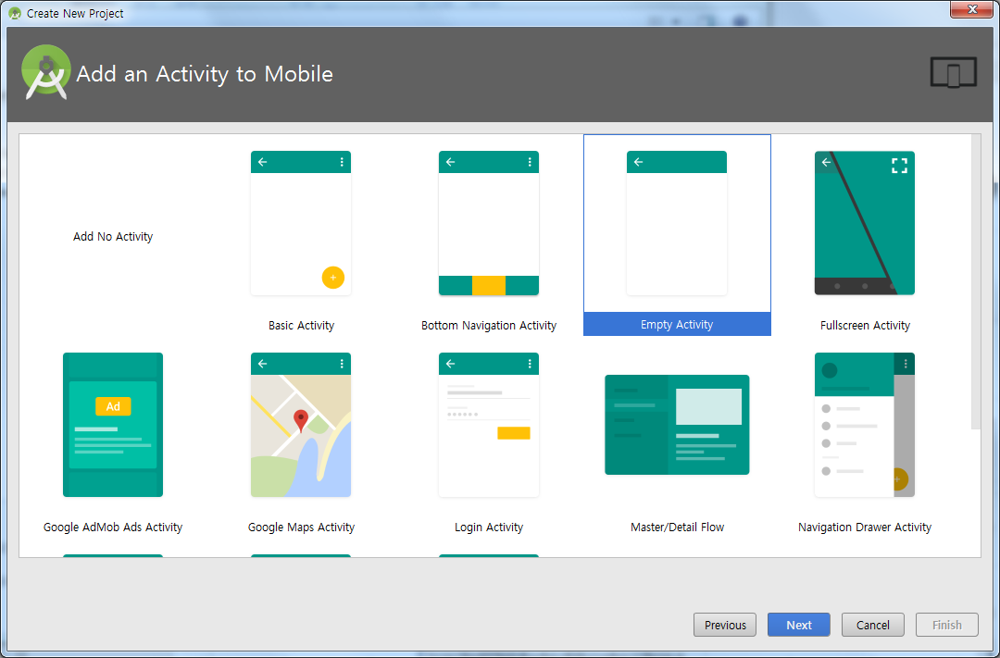 Create New Project
Add an Activity to Mobile
Add No Activity
Basic Activity
Bottom Navigation Activity
Empty Activity
Fullscreen Activity
Ad
Google AdMob Ads Activity
Google Maps Activity
Login Activity
Master/Detail Flow
Navigation Drawer Activity
Previous
Next
Cancel
Finish